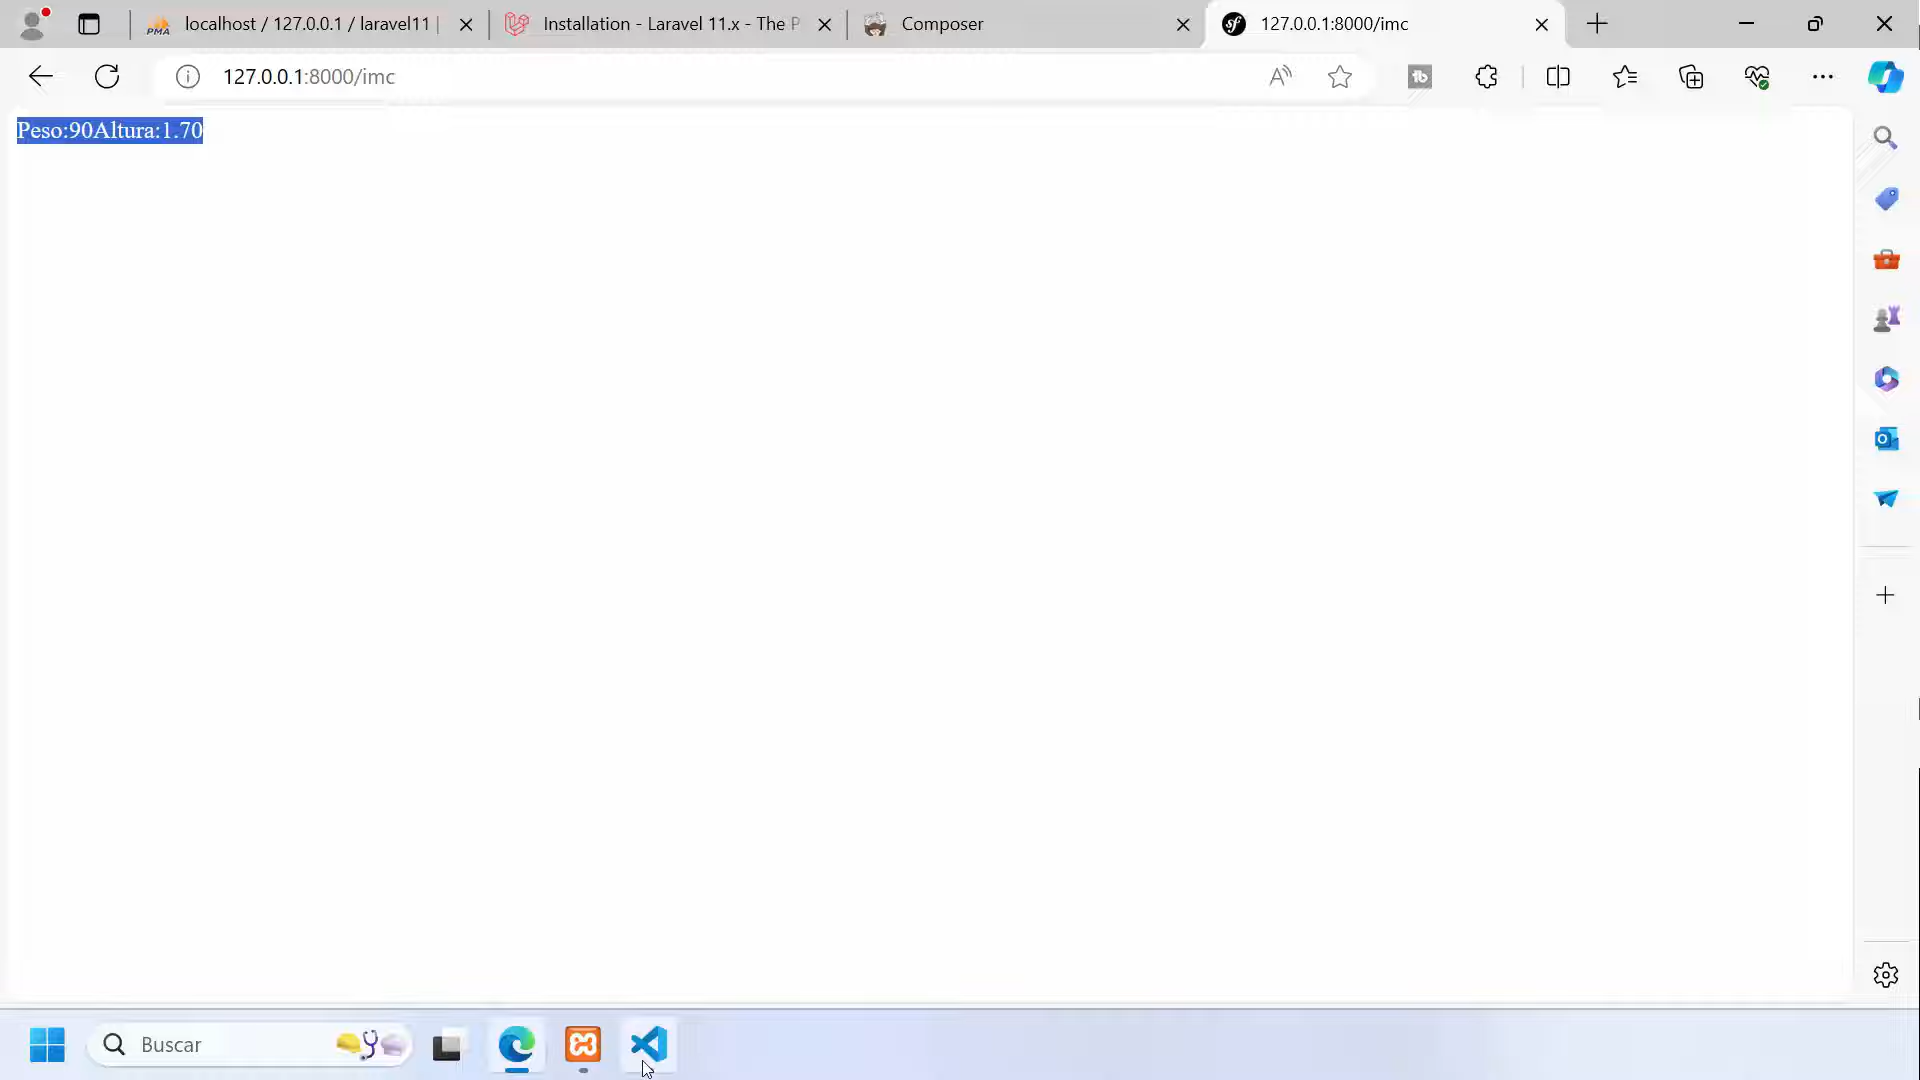 PMA
localhost / 127.0.0.1 / laravel11 |
Installation - Laravel 11.x - The P
Composer
127.0.0.1:8000/imc
127.0.0.1:8000/imc
Peso:90Altura:1.70
Buscar